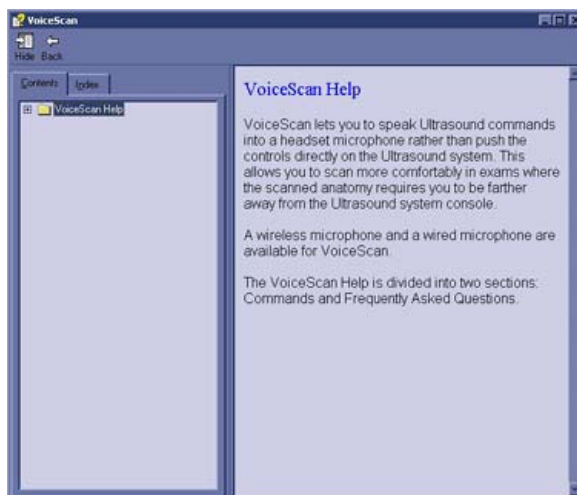 VoiceScan
Hide Back
Contents Index
VoiceScan Help
VoiceScan Help
VoiceScan lets you to speak Ultrasound commands
into a headset microphone rather than push the
controls directly on the Ultrasound system. This
allows you to scan more comfortably in exams where
the scanned anatomy requires you to be farther
away from the Ultrasound system console.
A wireless microphone and a wired microphone are
available for VoiceScan.
The VoiceScan Help is divided into two sections:
Commands and Frequently Asked Questions.